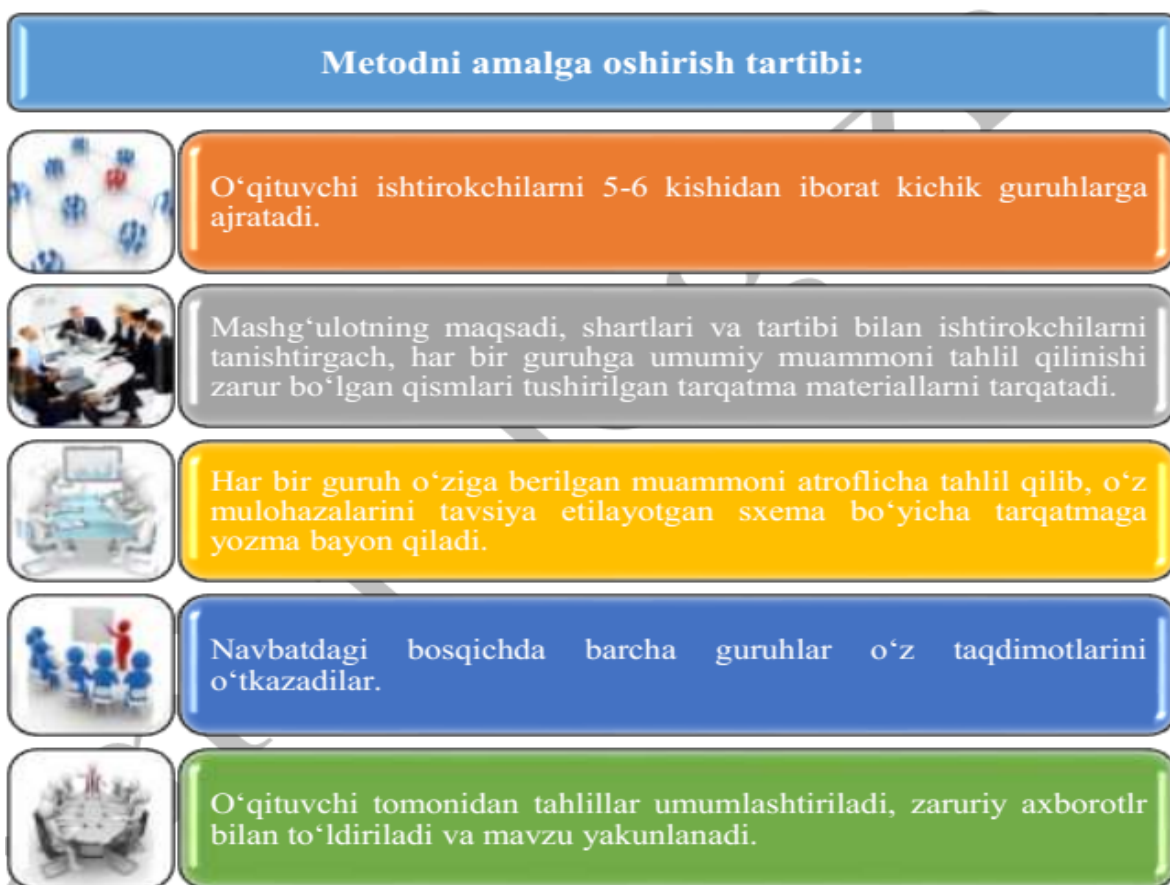 Metodni amalga oshirish tartibi:
O‘qituvchi ishtirokchilarni 5-6 kishidan iborat kichik guruhlarga
ajratadi.
Mashg‘ulotning maqsadi, shartlari va tartibi bilan ishtirokchilarni
tanishtirgach, har bir guruhga umumiy muammoni tahlil qilinishi
zarur bo‘lgan qismlari tushirilgan tarqatma materiallarni tarqatadi.
Har bir guruh o‘ziga berilgan muammoni atroflicha tahlil qilib, o‘z
mulohazalarini tavsiya etilayotgan sxema bo‘yicha tarqatmaga
yozma bayon qiladi.
Navbatdagi bosqichda barcha guruhlar o‘z taqdimotlarini
o‘tkazadilar.
O‘qituvchi tomonidan tahlillar umumlashtiriladi, zaruriy axborotlr
bilan to‘ldiriladi va mavzu yakunlanadi.